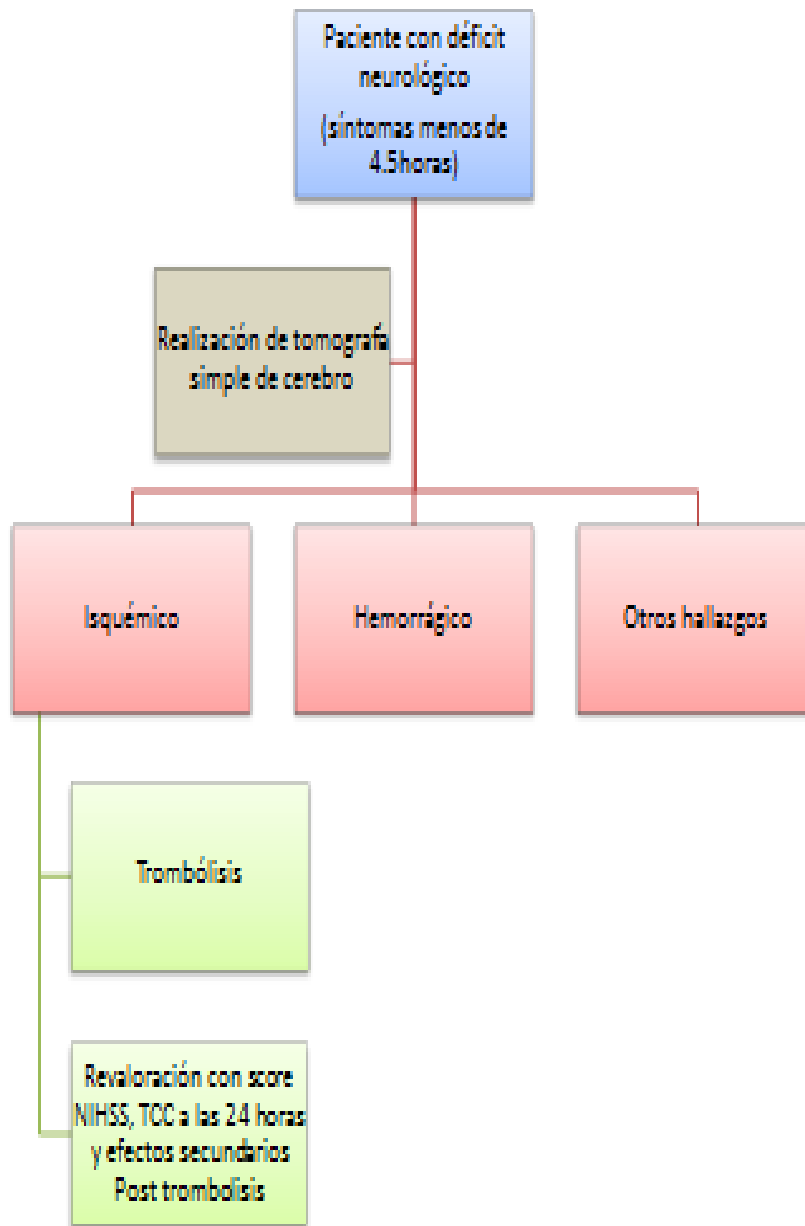 Paciente con déficit
neurológico
(síntomas menos de
4.5horas)
Realización de tomografía
simple de cerebro
Isquémico
Hemorrágico
Otros hallazgos
Trombólisis
Revaloración con score
NIHSS, TCC a las 24 horas
y efectos secundarios
Post trombolisis